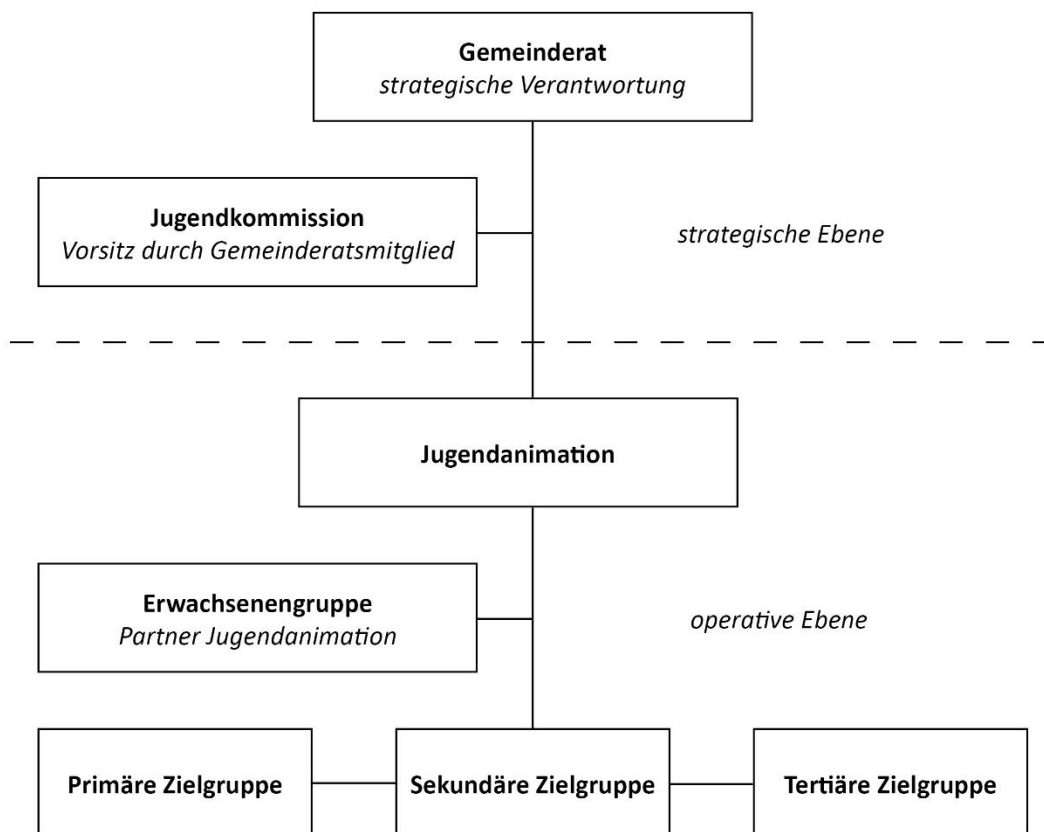 Gemeinderat
strategische Verantwortung
Jugendkommission
Vorsitz durch Gemeinderatsmitglied
strategische Ebene
Jugendanimation
Erwachsenengruppe
Partner Jugendanimation
operative Ebene
Primäre Zielgruppe
Sekundäre Zielgruppe
Tertiäre Zielgruppe